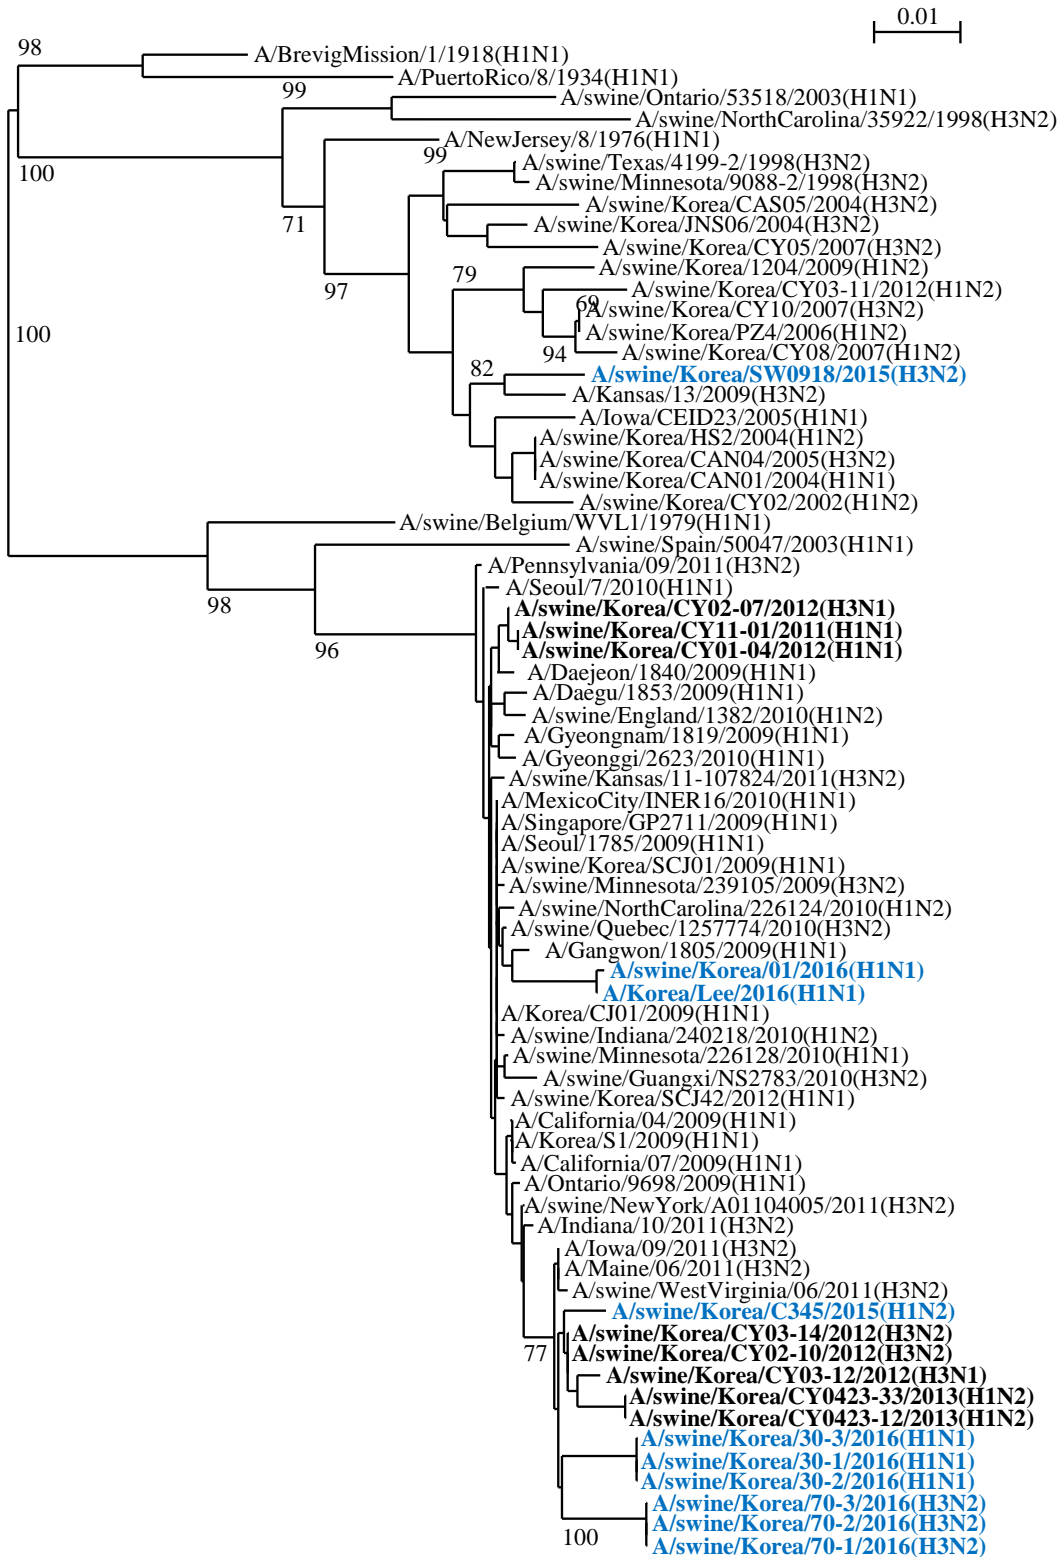 0.01
98
A/BrevigMission/1/1918(H1N1)
A/PuertoRico/8/1934(H1N1)
99
A/swine/Ontario/53518/2003(H1N1)
A/swine/NorthCarolina/35922/1998(H3N2)
A/NewJersey/8/1976(H1N1)
99
A/swine/Texas/4199-2/1998(H3N2)
100
A/swine/Minnesota/9088-2/1998(H3N2)
A/swine/Korea/CAS05/2004(H3N2)
71
A/swine/Korea/JNS06/2004(H3N2)
A/swine/Korea/CY05/2007(H3N2)
79
A/swine/Korea/1204/2009(H1N2)
97
A/swine/Korea/CY03-11/2012(H1N2)
69
A/swine/Korea/CY10/2007(H3N2)
100
A/swine/Korea/PZ4/2006(H1N2)
94
A/swine/Korea/CY08/2007(H1N2)
82
A/swine/Korea/SW0918/2015(H3N2)
A/Kansas/13/2009(H3N2)
A/Iowa/CEID23/2005(H1N1)
A/swine/Korea/HS2/2004(H1N2)
A/swine/Korea/CAN04/2005(H3N2)
A/swine/Korea/CAN01/2004(H1N1)
A/swine/Korea/CY02/2002(H1N2)
A/swine/Belgium/WVL1/1979(H1N1)
A/swine/Spain/50047/2003(H1N1)
A/Pennsylvania/09/2011(H3N2)
A/Seoul/7/2010(H1N1)
98
A/swine/Korea/CY02-07/2012(H3N1)
A/swine/Korea/CY11-01/2011(H1N1)
96
A/swine/Korea/CY01-04/2012(H1N1)
A/Daejeon/1840/2009(H1N1)
A/Daegu/1853/2009(H1N1)
A/swine/England/1382/2010(H1N2)
A/Gyeongnam/1819/2009(H1N1)
A/Gyeonggi/2623/2010(H1N1)
A/swine/Kansas/11-107824/2011(H3N2)
A/MexicoCity/INER16/2010(H1N1)
A/Singapore/GP2711/2009(H1N1)
A/Seoul/1785/2009(H1N1)
A/swine/Korea/SCJ01/2009(H1N1)
A/swine/Minnesota/239105/2009(H3N2)
A/swine/NorthCarolina/226124/2010(H1N2)
A/swine/Quebec/1257774/2010(H3N2)
A/Gangwon/1805/2009(H1N1)
A/swine/Korea/01/2016(H1N1)
A/Korea/Lee/2016(H1N1)
A/Korea/CJ01/2009(H1N1)
A/swine/Indiana/240218/2010(H1N2)
A/swine/Minnesota/226128/2010(H1N1)
A/swine/Guangxi/NS2783/2010(H3N2)
A/swine/Korea/SCJ42/2012(H1N1)
A/California/04/2009(H1N1)
A/Korea/S1/2009(H1N1)
A/California/07/2009(H1N1)
A/Ontario/9698/2009(H1N1)
A/swine/NewYork/A01104005/2011(H3N2)
A/Indiana/10/2011(H3N2)
A/Iowa/09/2011(H3N2)
A/Maine/06/2011(H3N2)
A/swine/WestVirginia/06/2011(H3N2)
A/swine/Korea/C345/2015(H1N2)
A/swine/Korea/CY03-14/2012(H3N2)
77
A/swine/Korea/CY02-10/2012(H3N2)
A/swine/Korea/CY03-12/2012(H3N1)
A/swine/Korea/CY0423-33/2013(H1N2)
A/swine/Korea/CY0423-12/2013(H1N2)
A/swine/Korea/30-3/2016(H1N1)
A/swine/Korea/30-1/2016(H1N1)
A/swine/Korea/30-2/2016(H1N1)
A/swine/Korea/70-3/2016(H3N2)
A/swine/Korea/70-2/2016(H3N2)
100
A/swine/Korea/70-1/2016(H3N2)